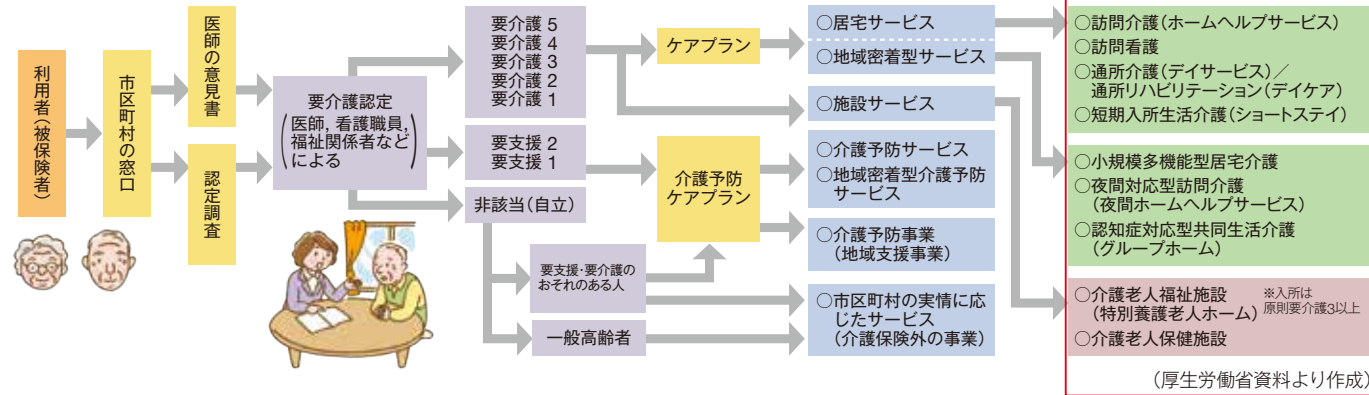 利用者（被保険者）
市区町村の窓口
医師の意見書
認定調査
要介護認定
（医師，看護職員，
福祉関係者など
による）
要介護 5
要介護 4
要介護 3
要介護 2
要介護 1
要支援 2
要支援 1
非該当（自立）
要支援・要介護の
おそれのある人
一般高齢者
ケアプラン
介護予防
ケアプラン
○居宅サービス
○地域密着型サービス
○施設サービス
○介護予防サービス
○地域密着型介護予防
サービス
○介護予防事業
（地域支援事業）
○市区町村の実情に応
じたサービス
（介護保険外の事業）
○訪問介護（ホームヘルプサービス）
○訪問看護
○通所介護（デイサービス）／
通所リハビリテーション（デイケア）
○短期入所生活介護（ショートステイ）
○小規模多機能型居宅介護
○夜間対応型訪問介護
（夜間ホームヘルプサービス）
○認知症対応型共同生活介護
（グループホーム）
○介護老人福祉施設
（特別養護老人ホーム）
※入所は
原則要介護3以上
○介護老人保健施設
（厚生労働省資料より作成）